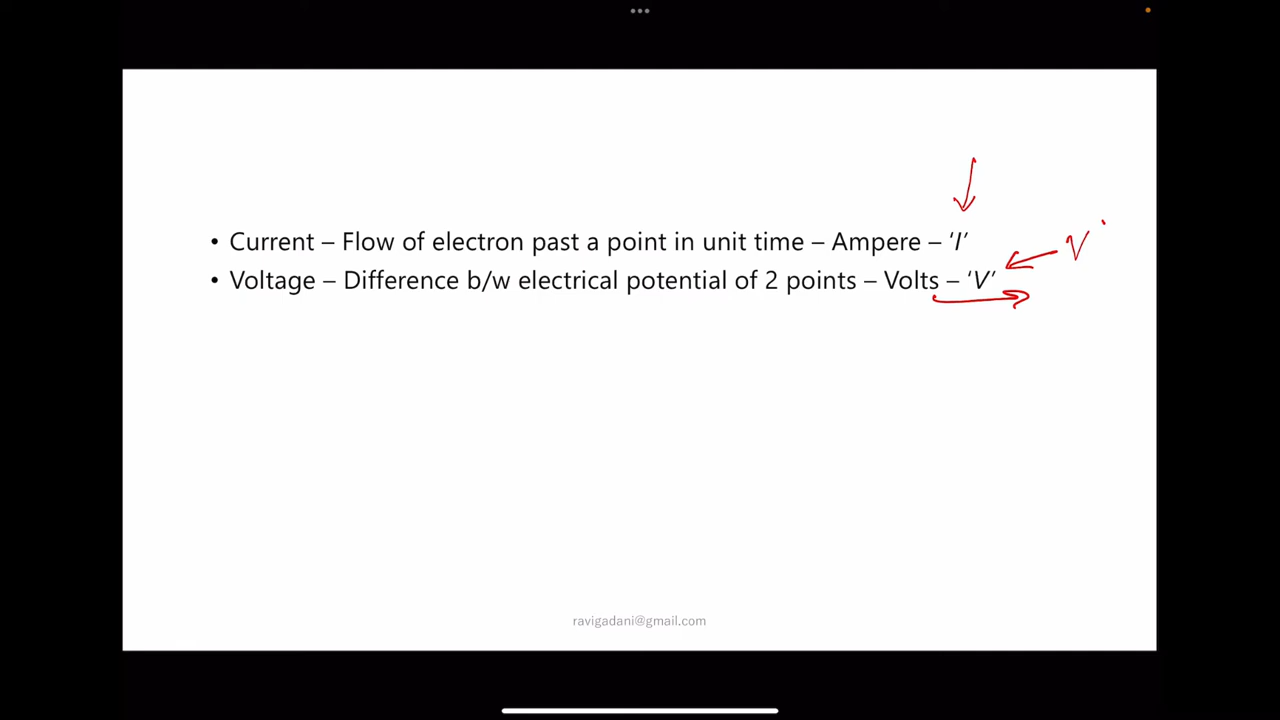 • Current – Flow of electron past a point in unit time – Ampere – ‘I’
V
• Voltage – Difference b/w electrical potential of 2 points – Volts – ‘V’
ravigadani@gmail.com